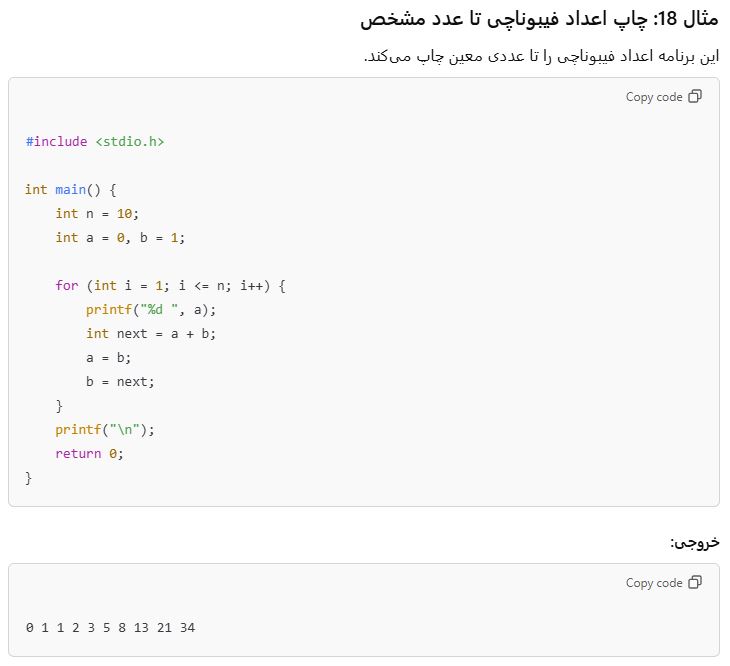 مثال 18: چاپ اعداد فیبوناچی تا عدد مشخص
این برنامه اعداد فیبوناچی را تا عددی معین چاپ می‌کند.
Copy code
#include <stdio.h>
int main() {
    int n = 10;
    int a = 0, b = 1;
    for (int i = 1; i <= n; i++) {
        printf("%d ", a);
        int next = a + b;
        a = b;
        b = next;
    }
    printf("\n");
    return 0;
}
خروجی:
Copy code
0 1 1 2 3 5 8 13 21 34